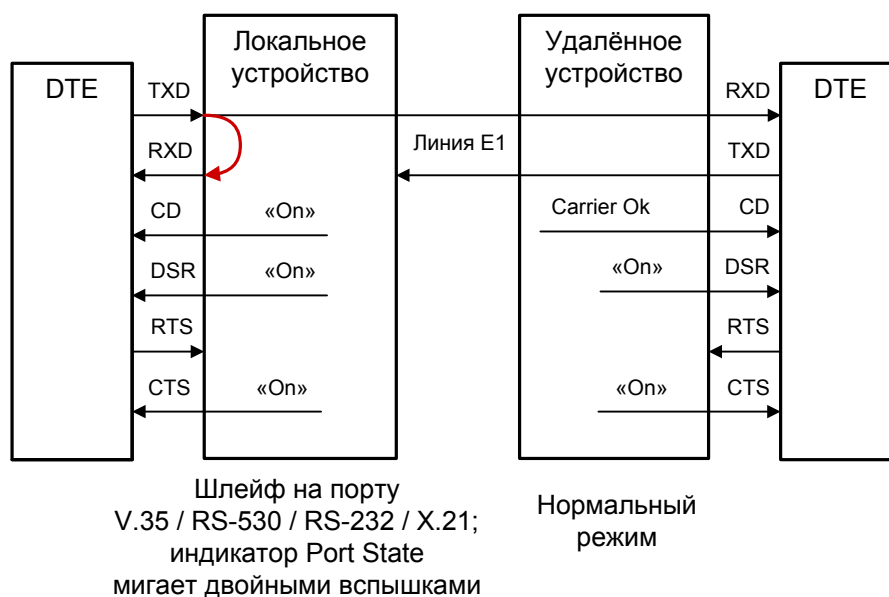 Локальное
устройство
Удалённое
устройство
DTE
TXD
RXD
DTE
RXD
Линия E1
TXD
CD
«On»
Carrier Ok
CD
DSR
«On»
«On»
DSR
RTS
RTS
CTS
«On»
«On»
CTS
Шлейф на порту
V.35 / RS-530 / RS-232 / X.21;
индикатор Port State
мигает двойными вспышками
Нормальный
режим